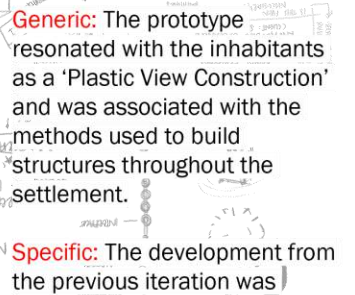 Generic: The prototype
resonated with the inhabitants
as a ‘Plastic View Construction’
and was associated with the
methods used to build
structures throughout the
settlement.
Specific: The development from
the previous iteration was